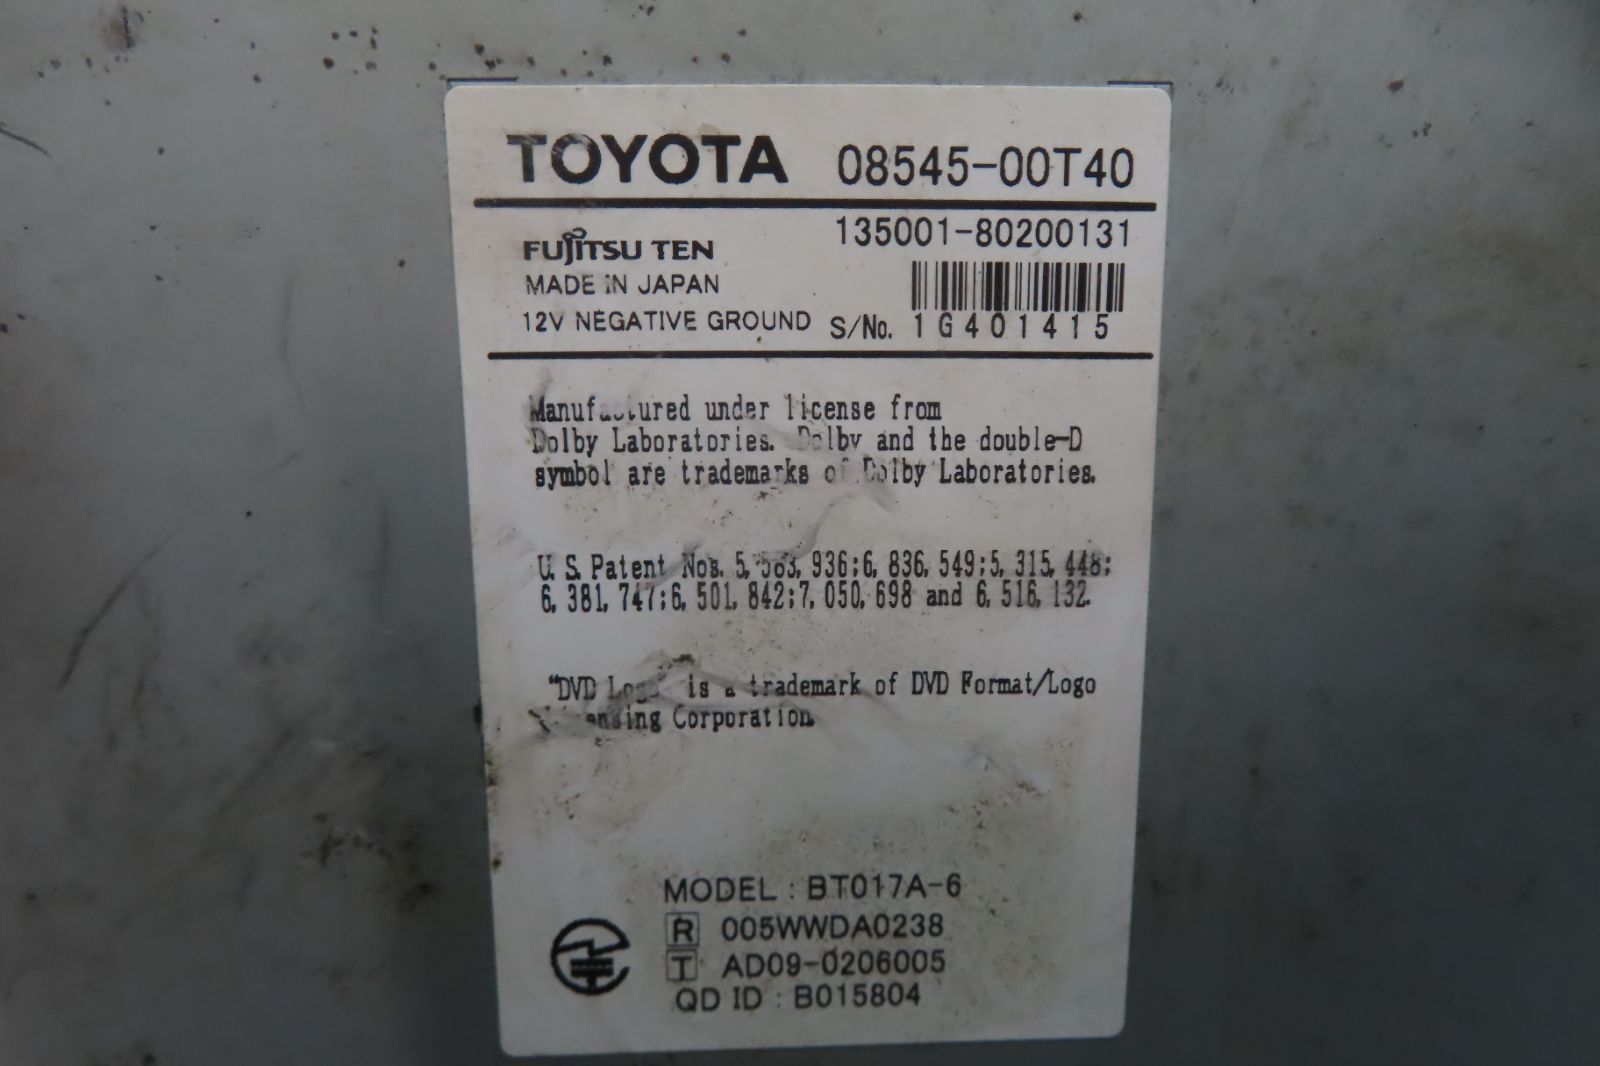 TOYOTA 08545-00T40
135001-80200131
FUJITSU TEN
MADE IN JAPAN
12V NEGATIVE GROUND S/No. 1G401415
Manufactured under license from
Dolby Laboratories. Dolby and the double-D
symbol are trademarks of Dolby Laboratories.
U.S.Patent Nos. 5,583,936;6,836,549;5,315,448;
6,381,747;6,501,842;7,050,698 and 6,516,132.
"DVD Logo" is a trademark of DVD Format/Logo
Licensing Corporation.
MODEL : BT017A-6
R 005WWDA0238
T AD09-0206005
QD ID : B015804